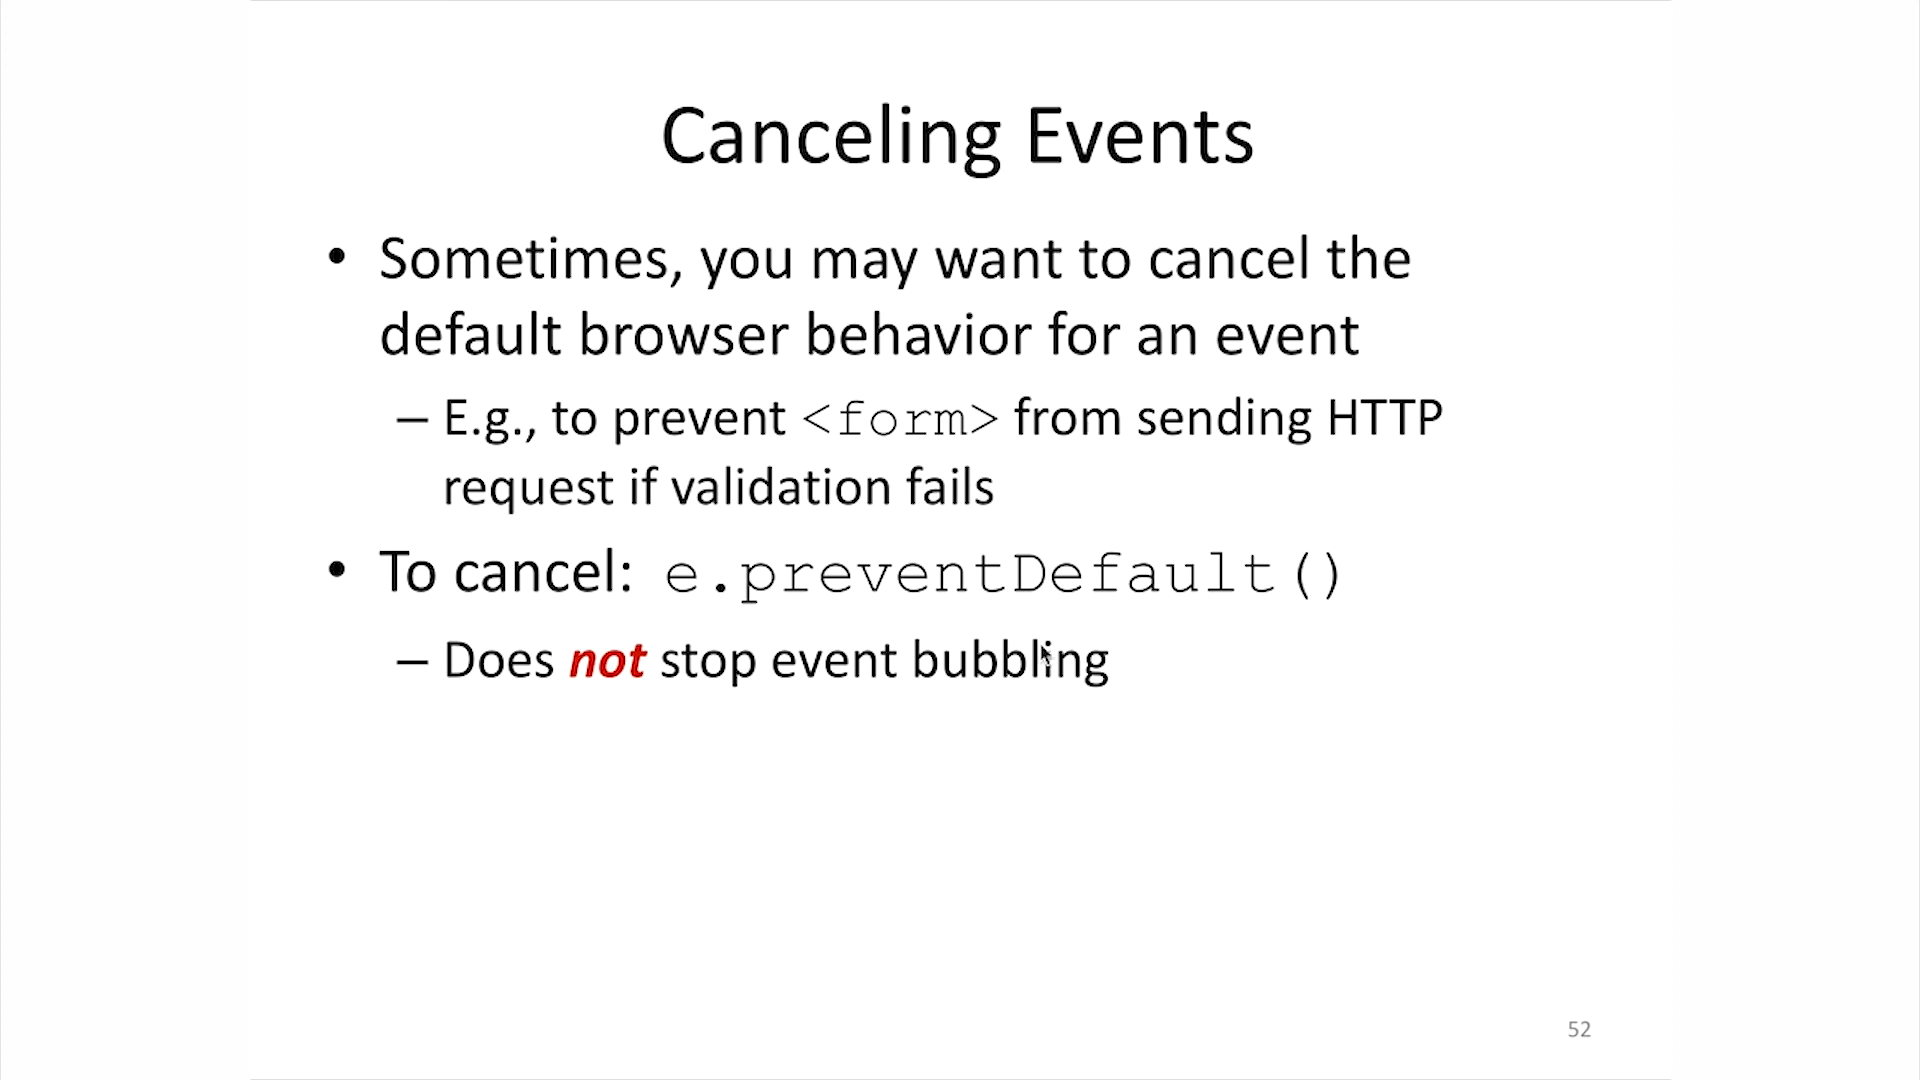 Canceling Events
• Sometimes, you may want to cancel the
default browser behavior for an event
– E.g., to prevent <form> from sending HTTP
request if validation fails
• To cancel: e.preventDefault()
– Does not stop event bubbling
52